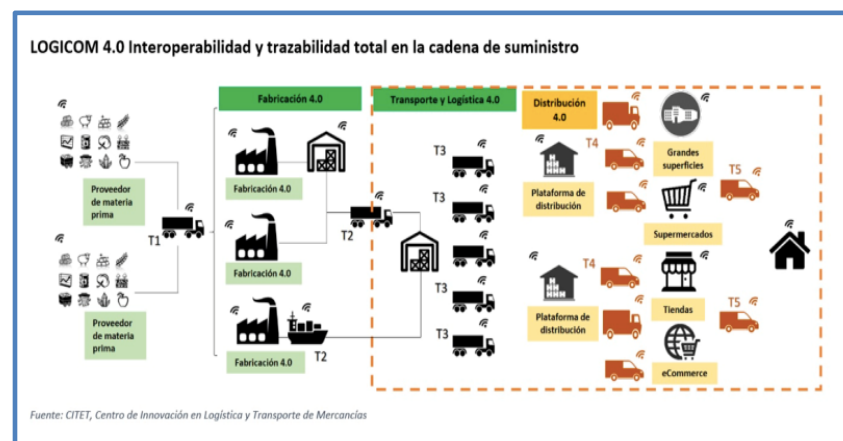 LOGICOM 4.0 Interoperabilidad y trazabilidad total en la cadena de suministro
Fabricación 4.0
Transporte y Logística 4.0
Distribución
4.0
Proveedor
de materia
prima
Proveedor
de materia
prima
T1
Fabricación 4.0
Fabricación 4.0
Fabricación 4.0
T2
T2
T3
T3
T3
T3
T3
T4
Plataforma de
distribución
T4
Plataforma de
distribución
Grandes
superficies
T5
Supermercados
Tiendas
T5
eCommerce
Fuente: CITET, Centro de Innovación en Logística y Transporte de Mercancías